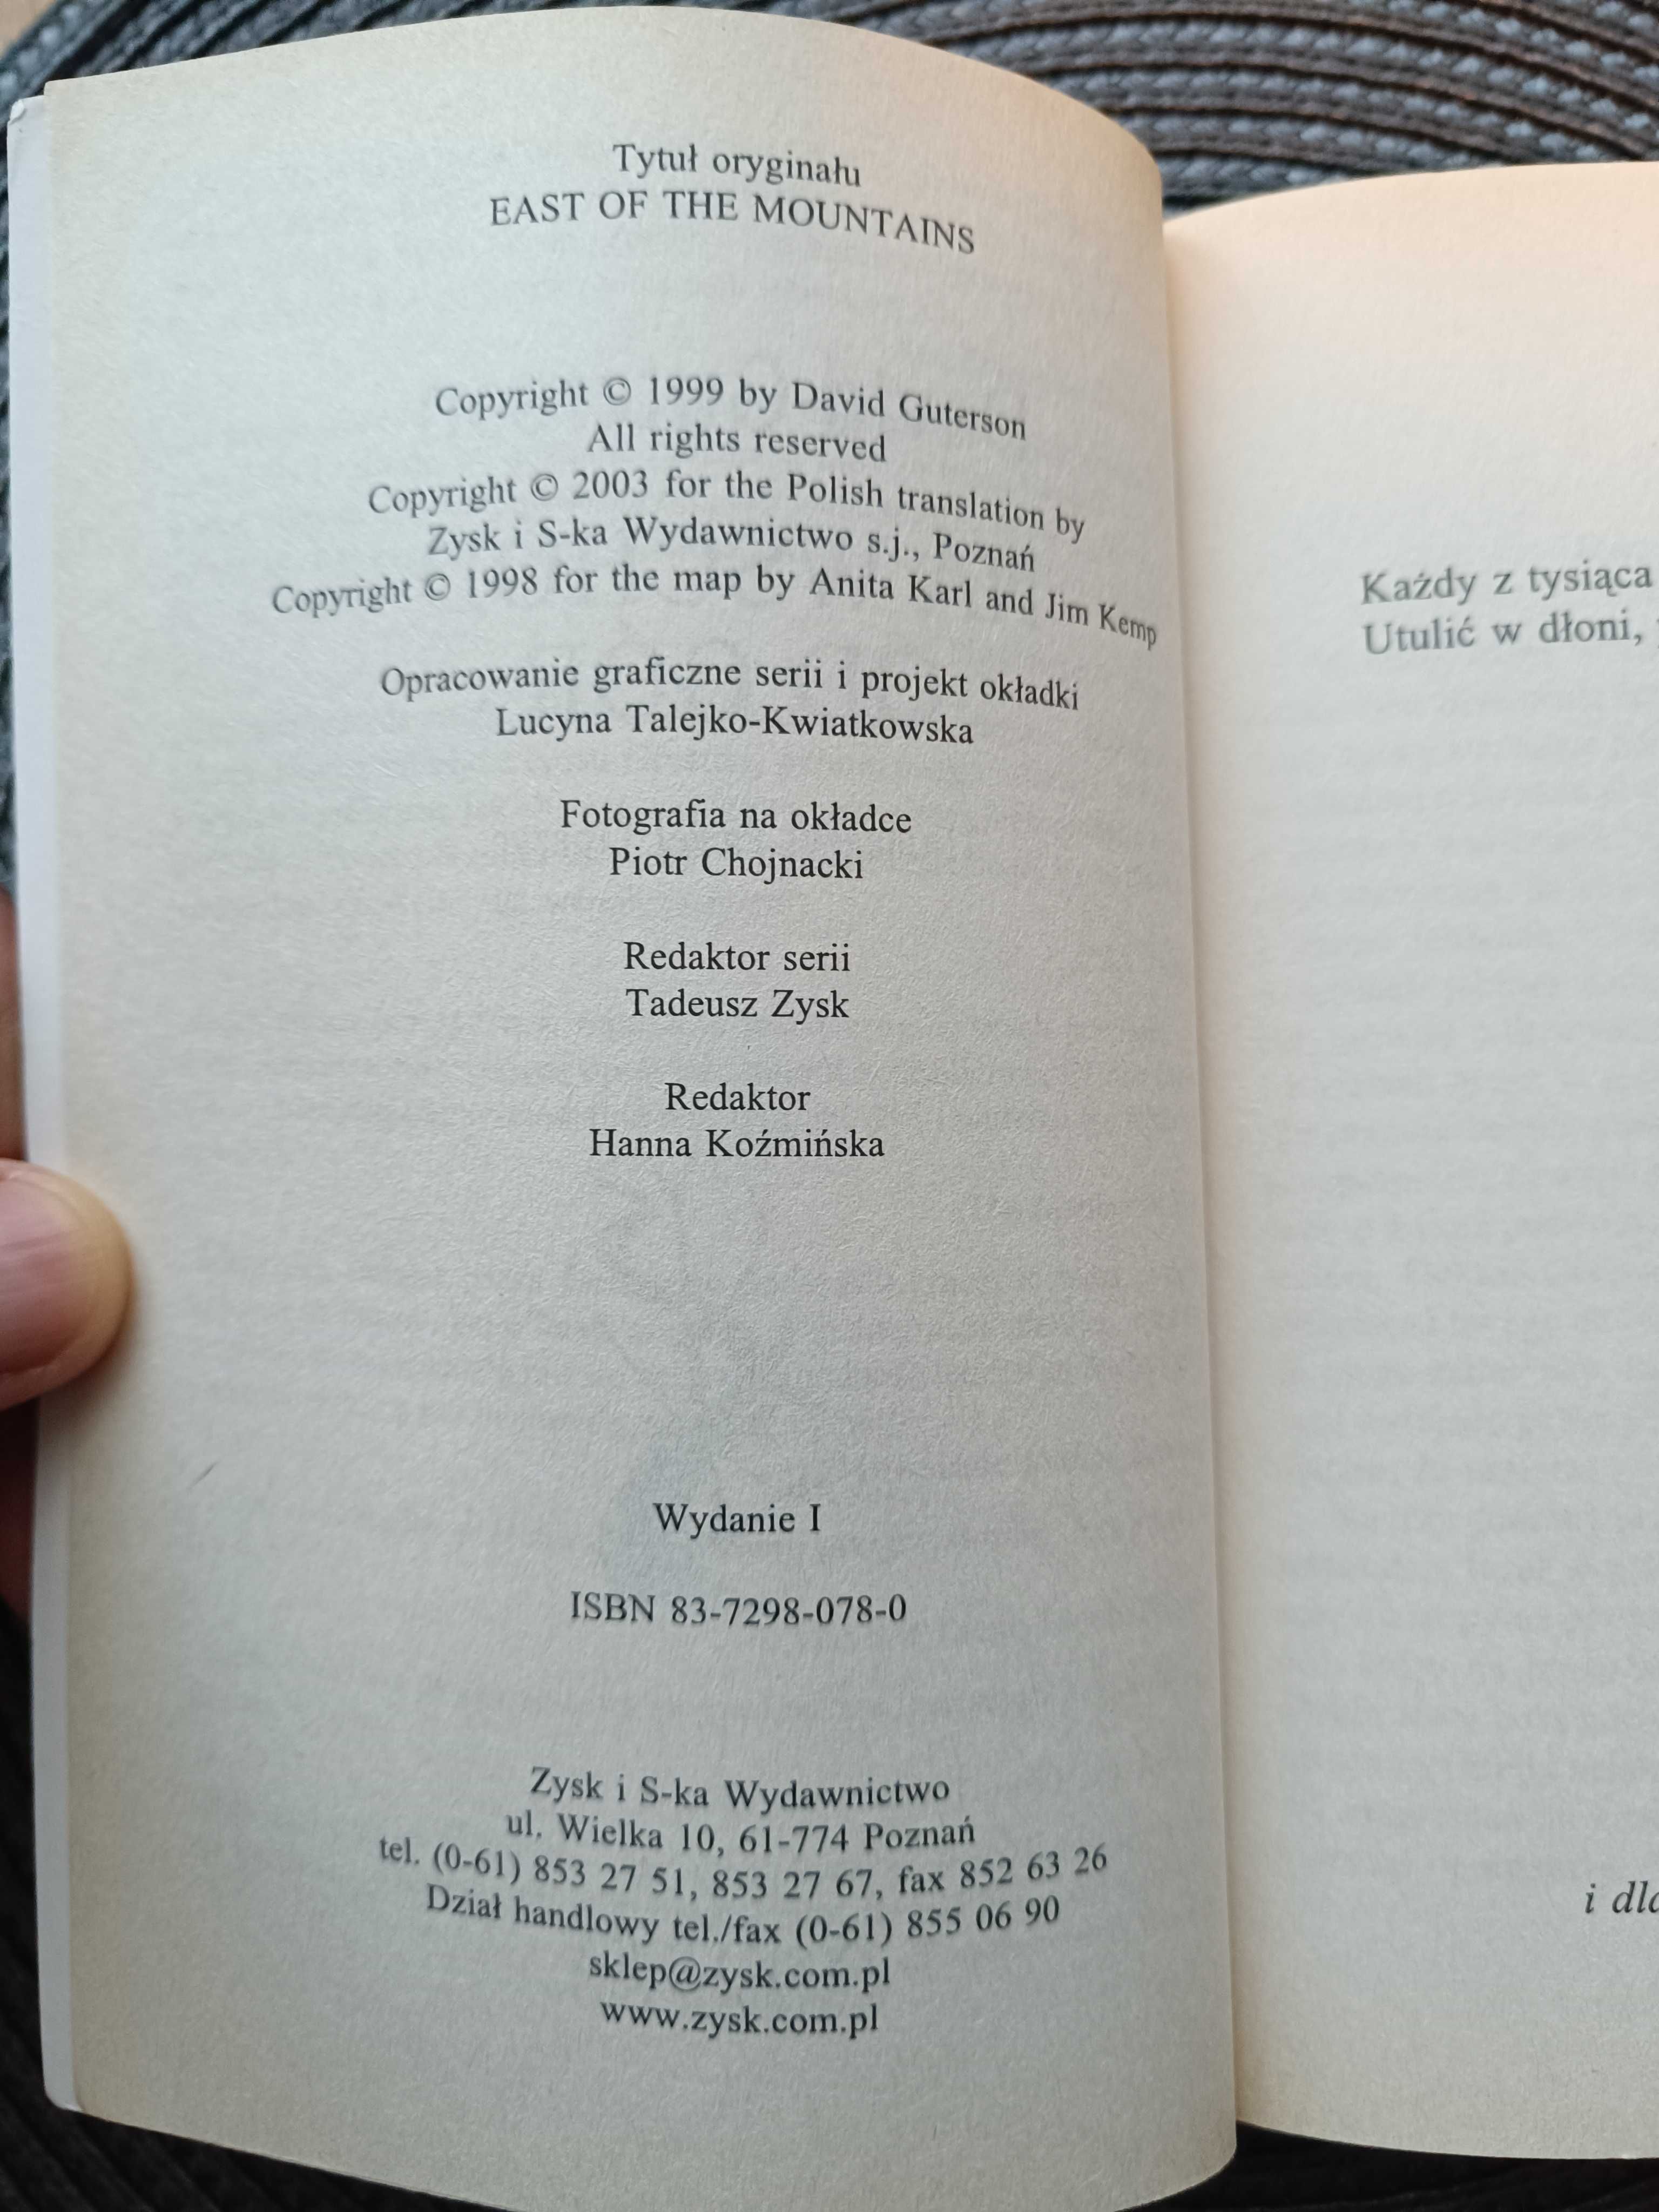 Tytuł oryginału
EAST OF THE MOUNTAINS
Copyright © 1999 by David Guterson
All rights reserved
Copyright © 2003 for the Polish translation by
Zysk i S-ka Wydawnictwo s.j., Poznań
Copyright © 1998 for the map by Anita Karl and Jim Kemp
Opracowanie graficzne serii i projekt okładki
Lucyna Talejko-Kwiatkowska
Fotografia na okładce
Piotr Chojnacki
Redaktor serii
Tadeusz Zysk
Redaktor
Hanna Koźmińska
Wydanie I
ISBN 83-7298-078-0
Zysk i S-ka Wydawnictwo
ul. Wielka 10, 61-774 Poznań
tel. (0-61) 853 27 51, 853 27 67, fax 852 63 26
Dział handlowy tel./fax (0-61) 855 06 90
sklep@zysk.com.pl
www.zysk.com.pl
Każdy z tysiąca
Utulić w dłoni,
i